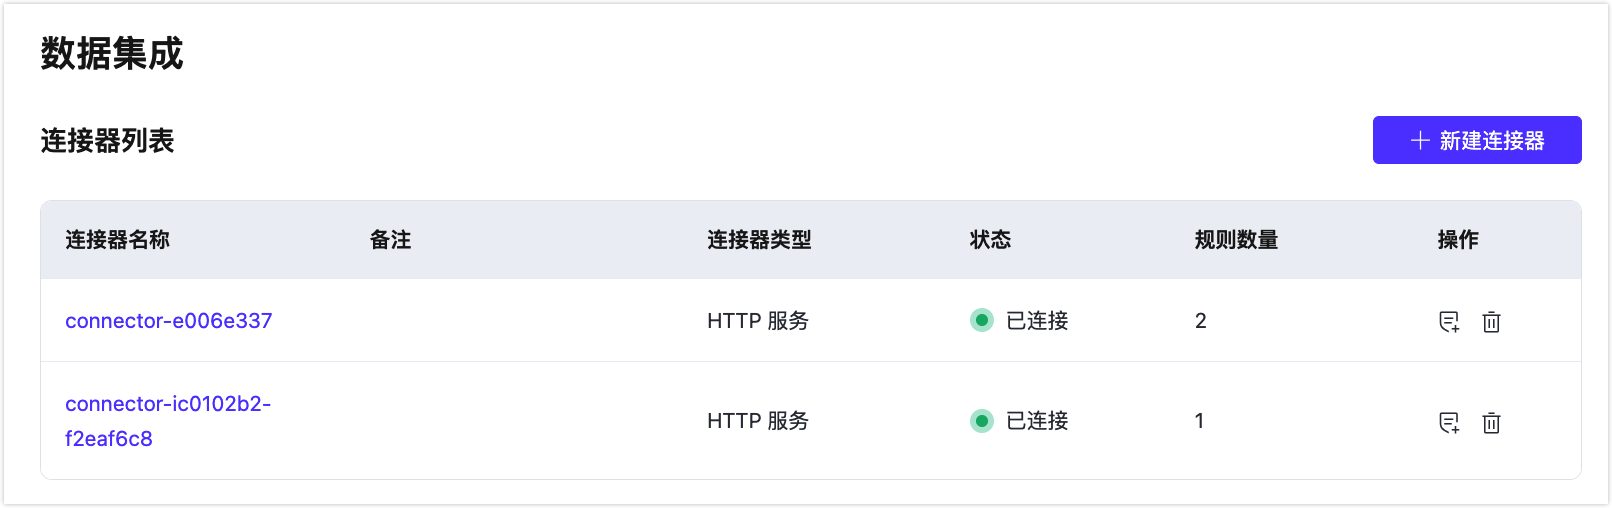 数据集成
连接器列表
新建连接器
连接器名称 备注 连接器类型 状态 规则数量 操作
connector-e006e337 HTTP 服务 已连接 2
connector-ic0102b2-
f2eaf6c8 HTTP 服务 已连接 1